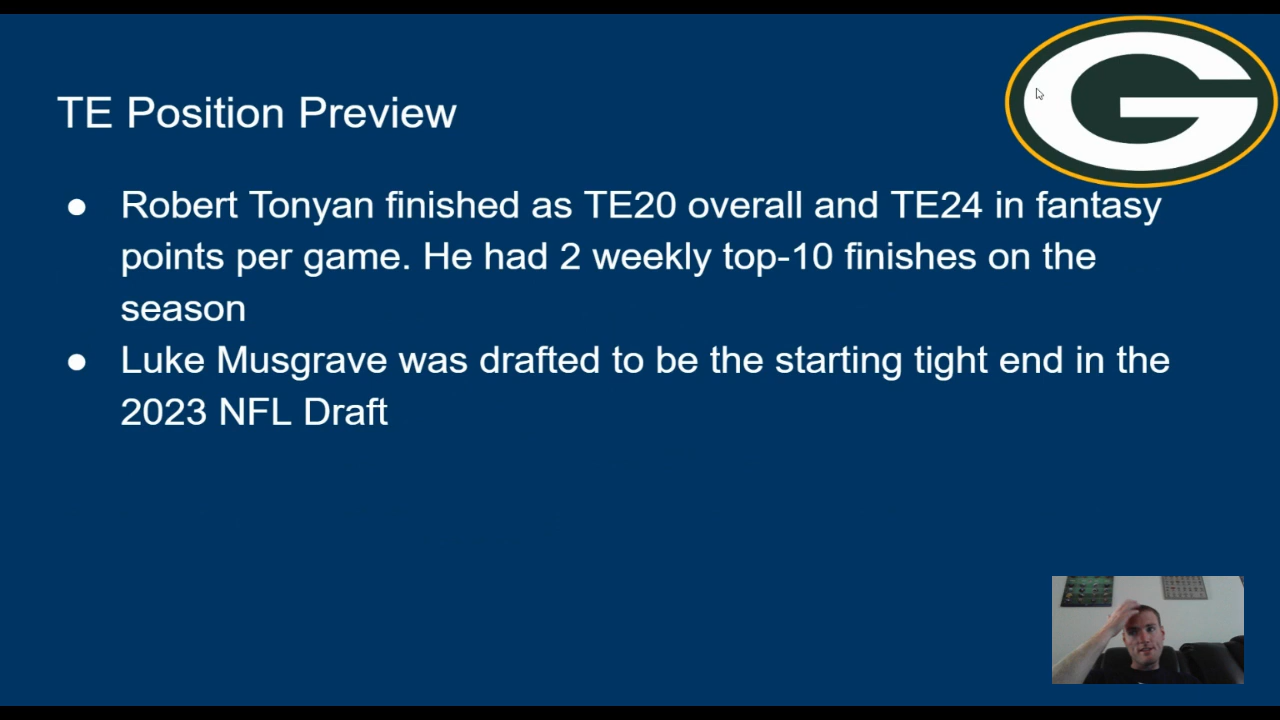 TE Position Preview
● Robert Tonyan finished as TE20 overall and TE24 in fantasy
points per game. He had 2 weekly top-10 finishes on the
season
● Luke Musgrave was drafted to be the starting tight end in the
2023 NFL Draft
G